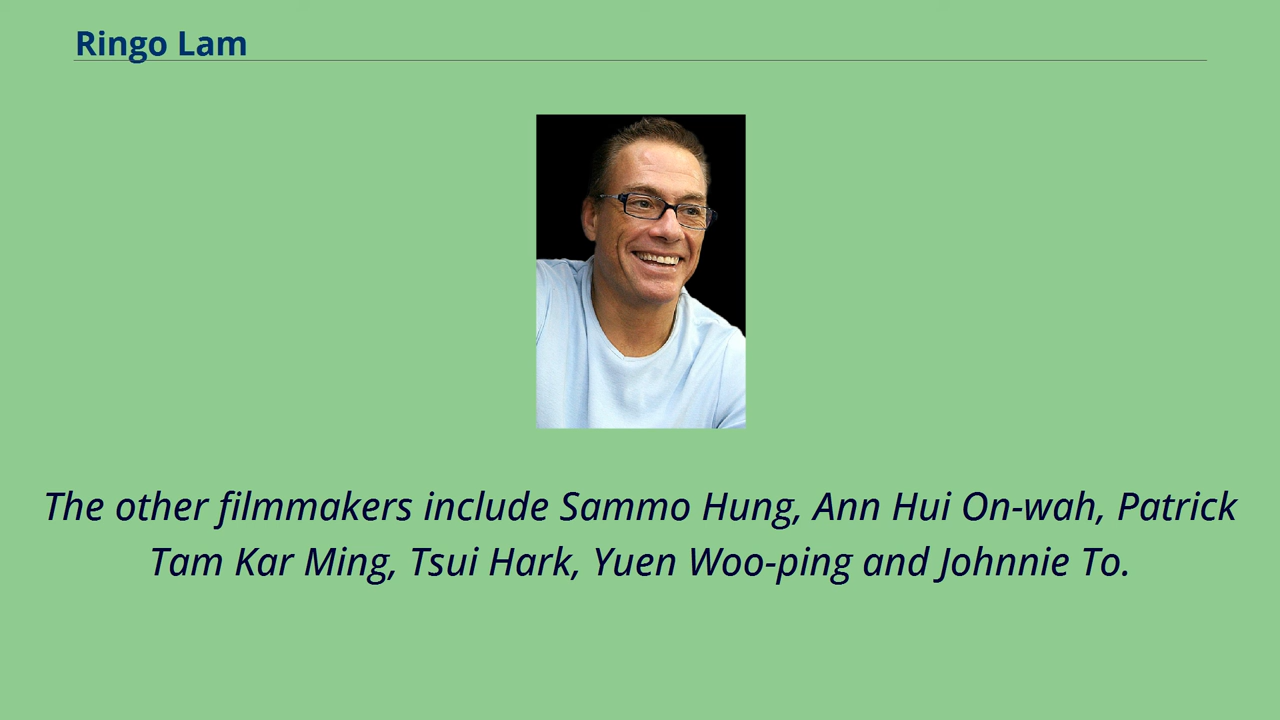 Ringo Lam
The other filmmakers include Sammo Hung, Ann Hui On-wah, Patrick
Tam Kar Ming, Tsui Hark, Yuen Woo-ping and Johnnie To.